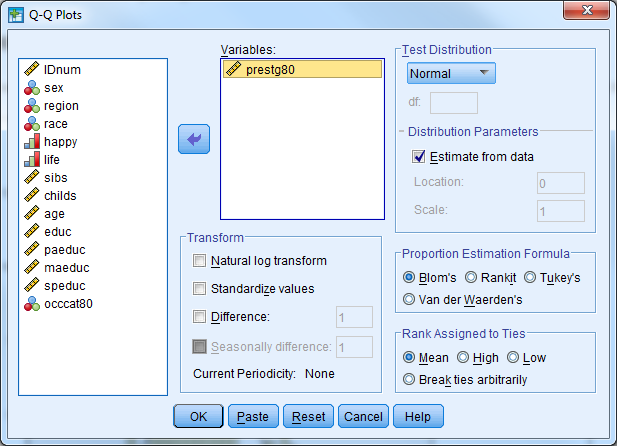 Q-Q Plots
IDnum
sex
region
race
happy
life
sibs
childs
age
educ
paeduc
maeduc
speduc
occcat80
Variables:
prestg80
Transform
Natural log transform
Standardize values
Difference: 1
Seasonally difference: 1
Current Periodicity: None
Test Distribution
Normal
df:
Distribution Parameters
Estimate from data
Location: 0
Scale: 1
Proportion Estimation Formula
Blom's Rankit Tukey's
Van der Waerden's
Rank Assigned to Ties
Mean High Low
Break ties arbitrarily
OK Paste Reset Cancel Help